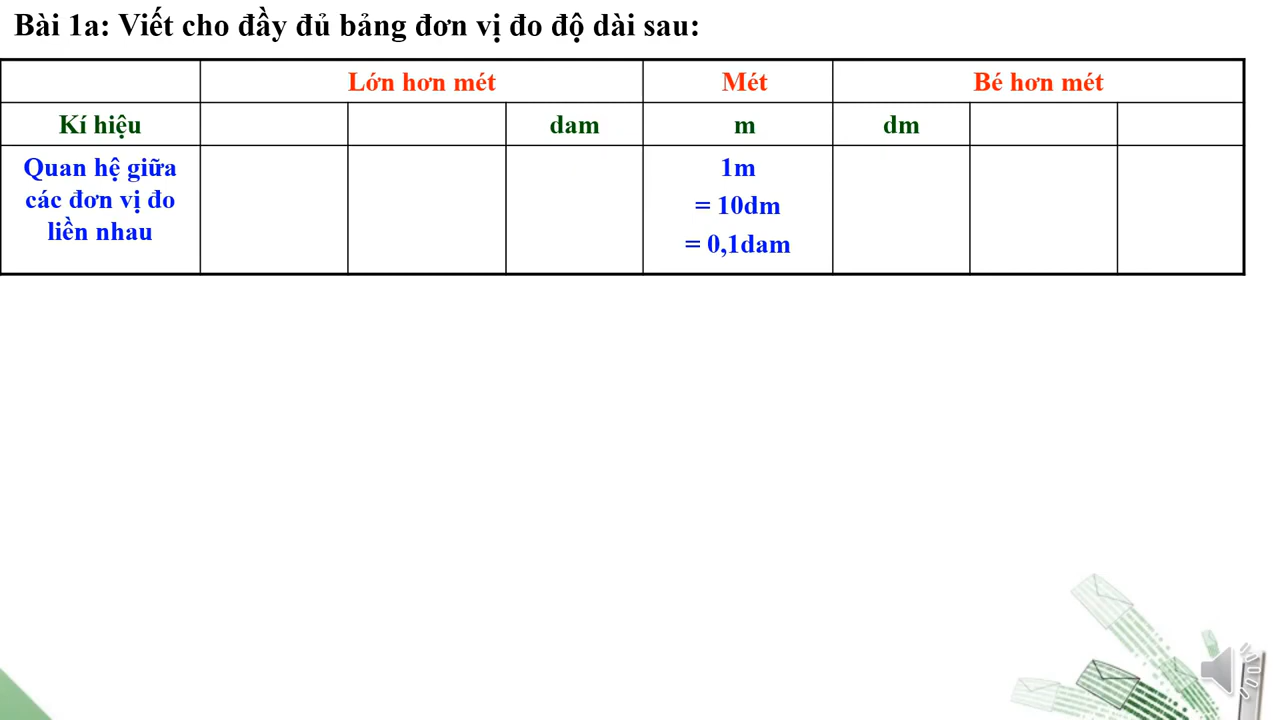 Bài 1a: Viết cho đầy đủ bảng đơn vị đo độ dài sau:
Lớn hơn mét Mét Bé hơn mét
Kí hiệu dam m dm
Quan hệ giữa
các đơn vị đo
liền nhau
1m
= 10dm
= 0,1dam